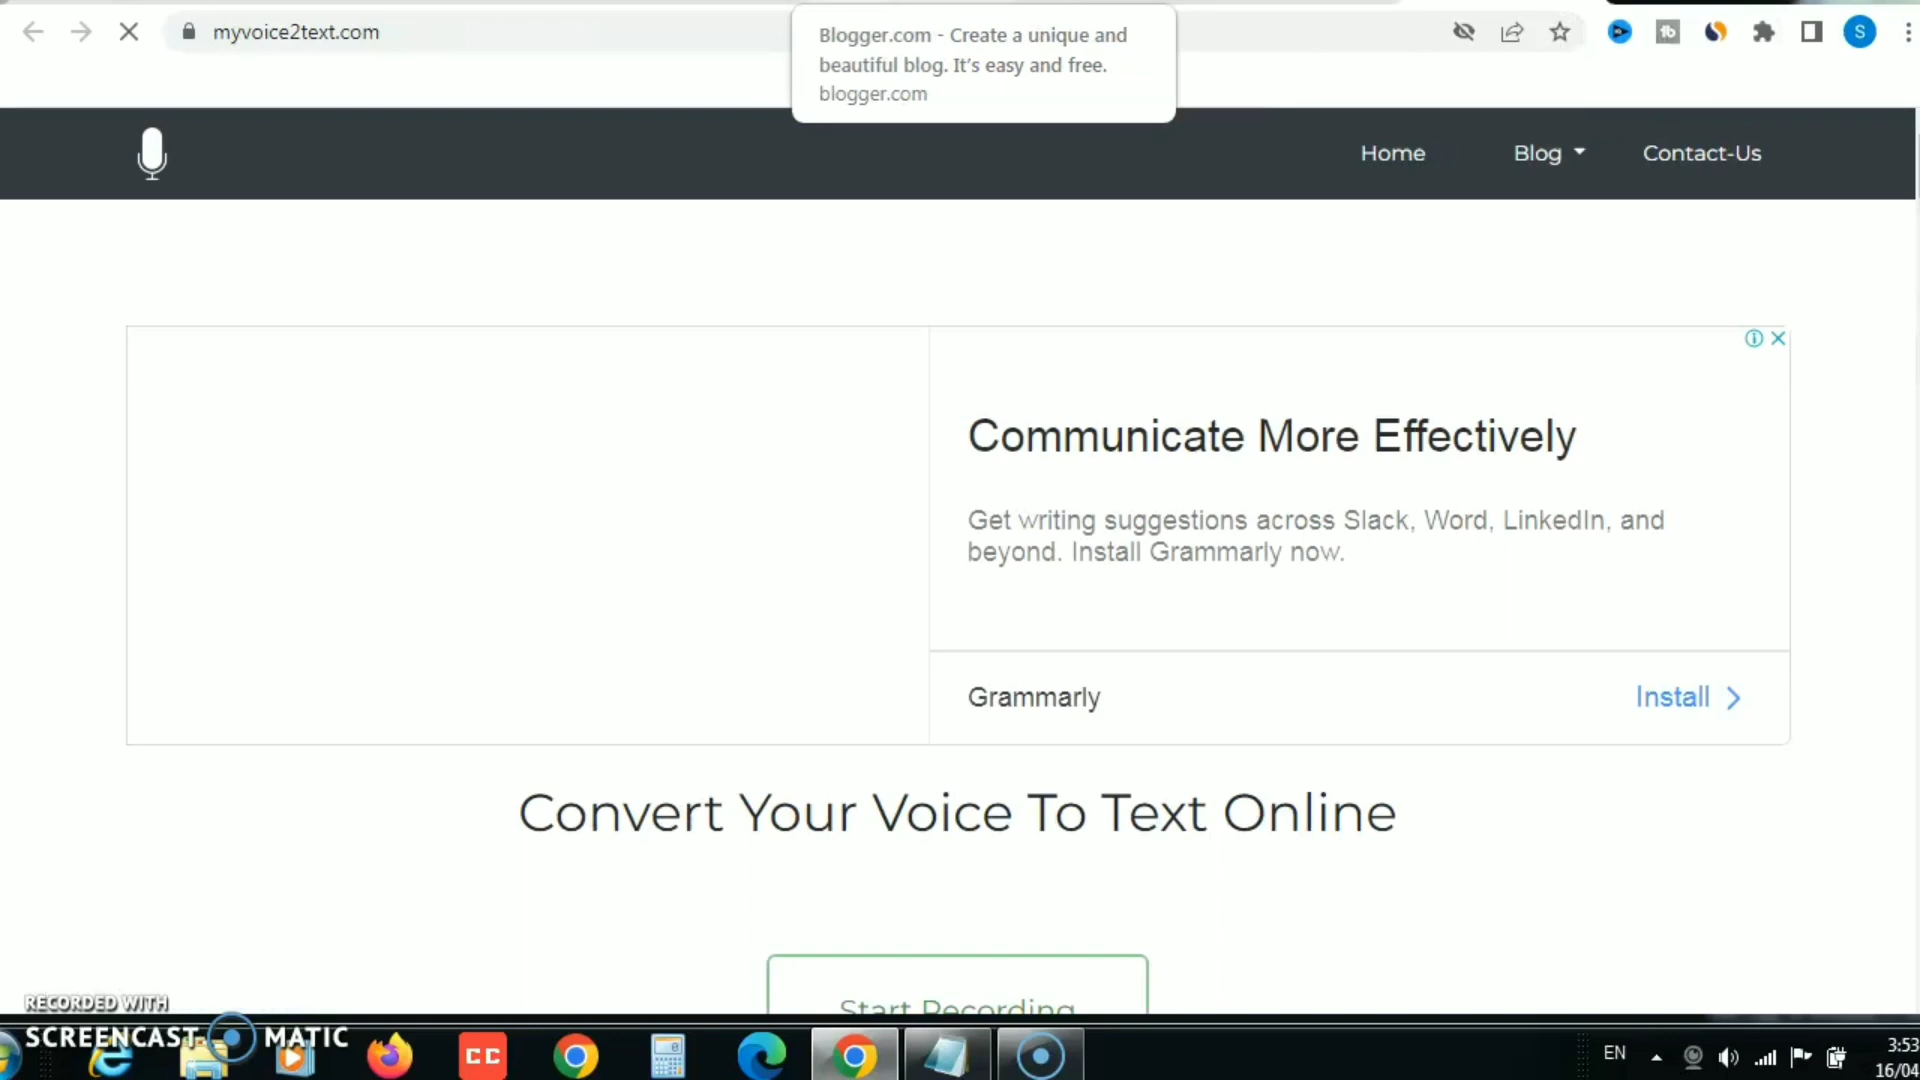 myvoice2text.com
Blogger.com - Create a unique and
beautiful blog. It's easy and free.
blogger.com
S
Home
Blog
Contact-Us
Communicate More Effectively
Get writing suggestions across Slack, Word, LinkedIn, and
beyond. Install Grammarly now.
Grammarly
Install
Convert Your Voice To Text Online
Start Recording
RECORDED WITH
SCREENCAST MATIC
CC
EN
3:53
16/04